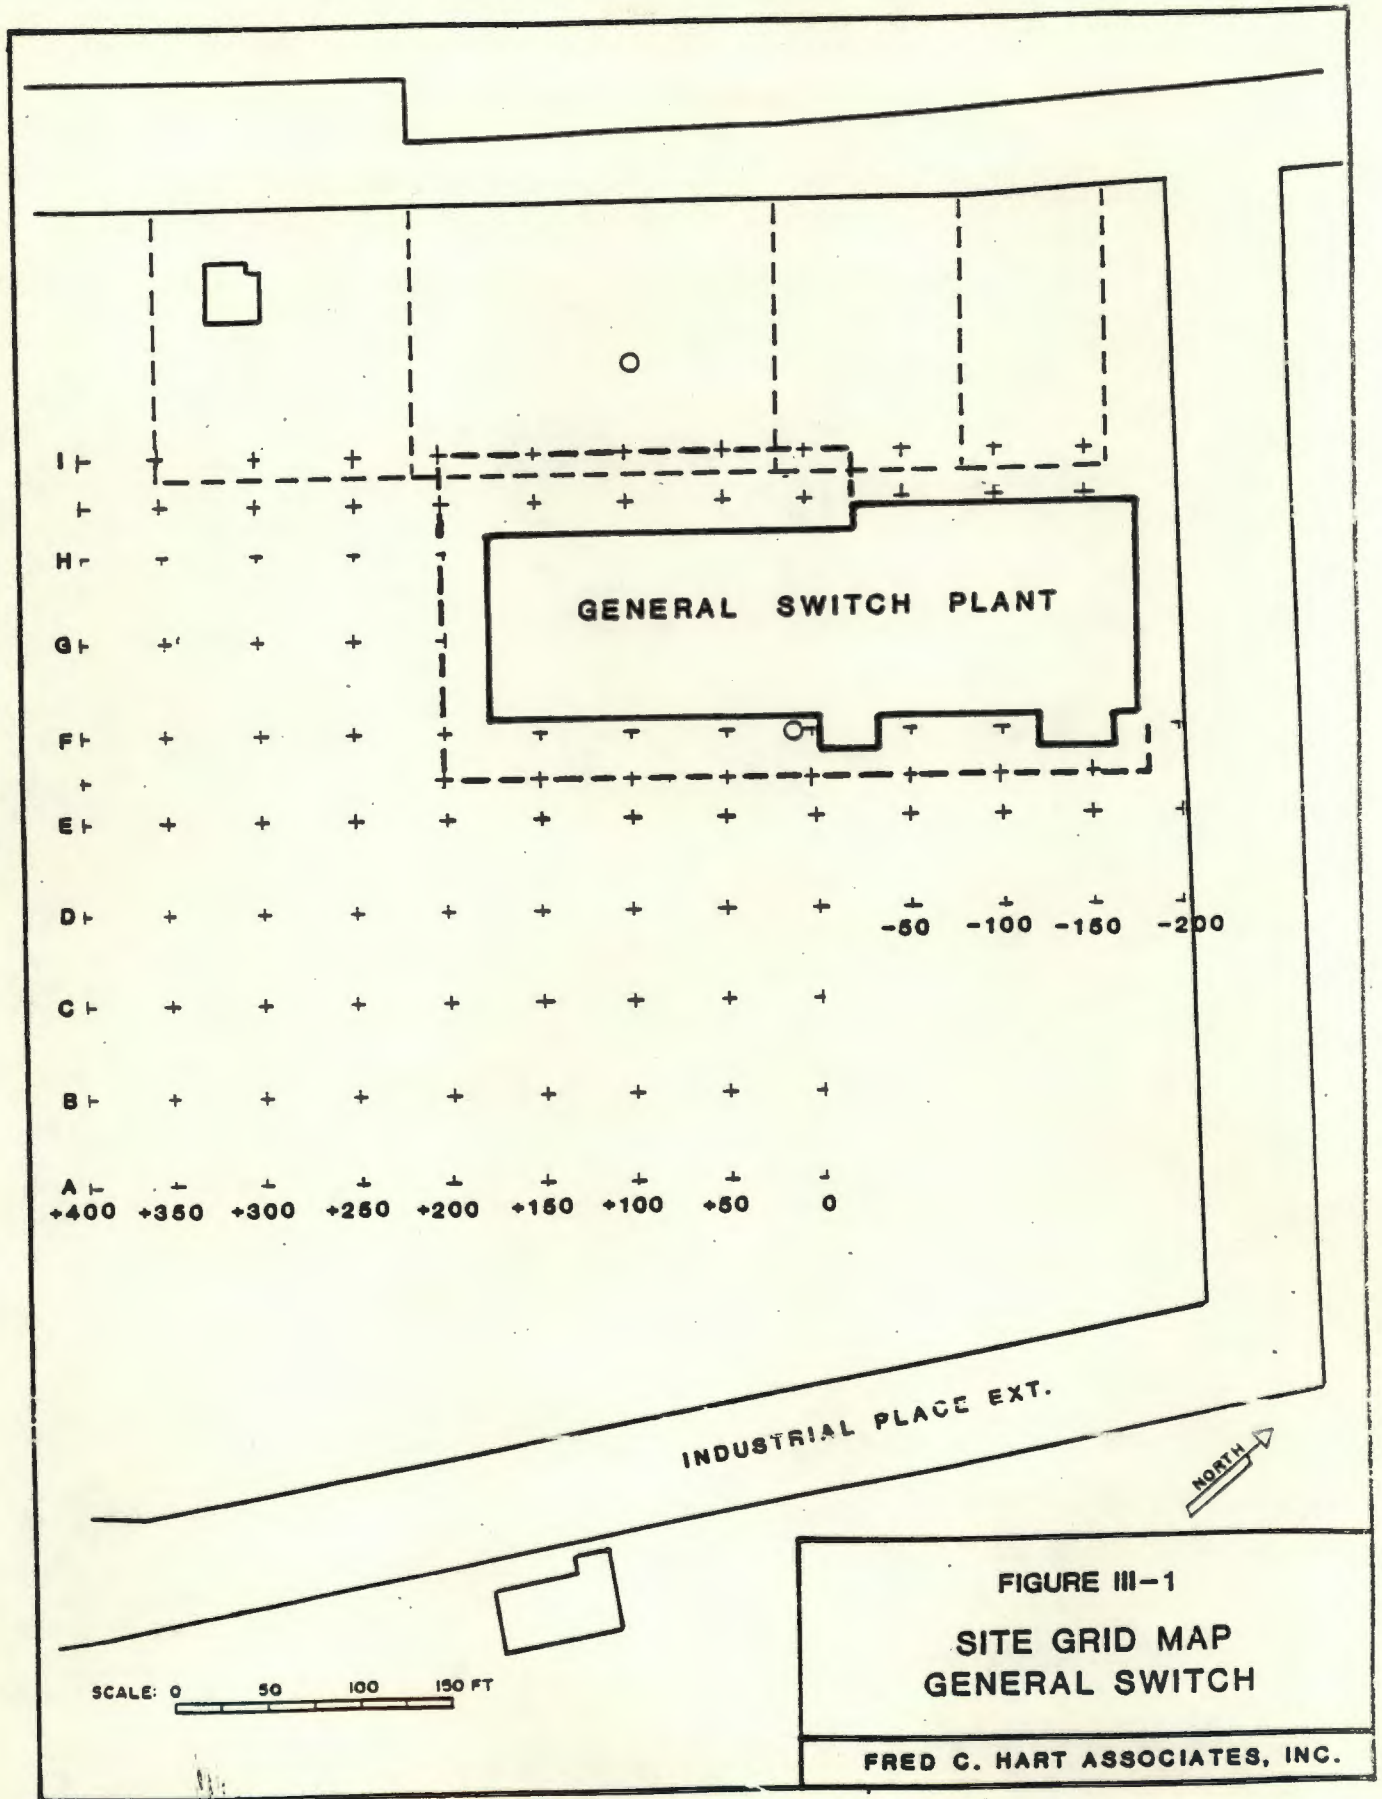 I
H
GENERAL SWITCH PLANT
G
F
E
D
-50 -100 -150 -200
C
B
A
+400 +350 +300 +250 +200 +150 +100 +50 0
INDUSTRIAL PLACE EXT.
NORTH
FIGURE III-1
SITE GRID MAP
GENERAL SWITCH
SCALE: 0 50 100 150 FT
FRED C. HART ASSOCIATES, INC.